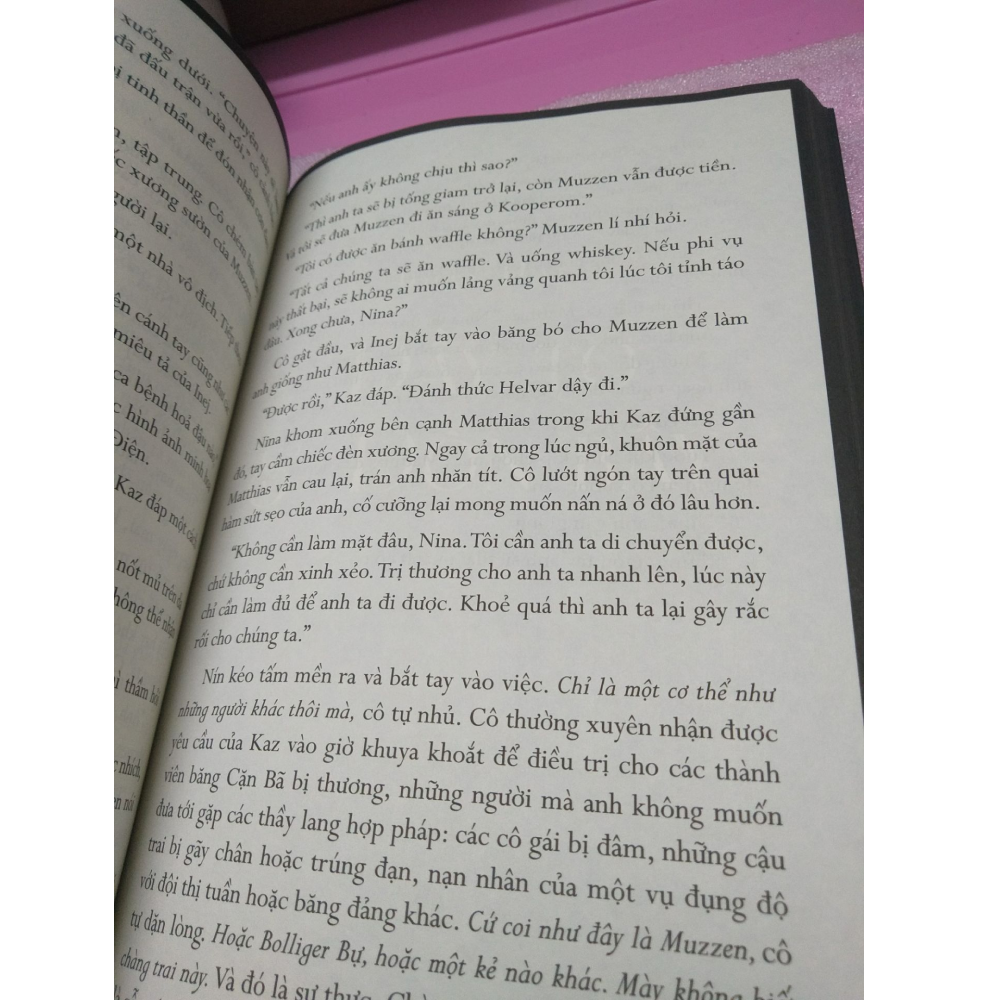 xuống dưới. “Chuyện này
đã đấu trận vừa rồi,”
tinh thần để đón nhận
tập trung. Cô chém
xương sườn của Muzzen
người lại.
một nhà vô địch. Tiếp
cánh tay cũng như
miêu tả của Inej.
ca bệnh hoả đậu nào
hình ảnh minh
Điện.
Kaz đáp một cách
nốt mủ trên
không thể nhận
thầm hỏi
nhích,
“Nếu anh ấy không chịu thì sao?”
“Thì anh ta sẽ bị tống giam trở lại, còn Muzzen vẫn được tiền.
Và tôi sẽ đưa Muzzen đi ăn sáng ở Kooperom.”
“Tôi có được ăn bánh waffle không?” Muzzen lí nhí hỏi.
“Tất cả chúng ta sẽ ăn waffle. Và uống whiskey. Nếu phi vụ
này thất bại, sẽ không ai muốn lảng vảng quanh tôi lúc tôi tỉnh táo
đâu. Xong chưa, Nina?”
Cô gật đầu, và Inej bắt tay vào băng bó cho Muzzen để làm
anh giống như Matthias.
“Được rồi,” Kaz đáp. “Đánh thức Helvar dậy đi.”
Nina khom xuống bên cạnh Matthias trong khi Kaz đứng gần
đó, tay cầm chiếc đèn xương. Ngay cả trong lúc ngủ, khuôn mặt của
Matthias vẫn cau lại, trán anh nhăn tít. Cô lướt ngón tay trên quai
hàm sứt sẹo của anh, cố cưỡng lại mong muốn nấn ná ở đó lâu hơn.
“Không cần làm mặt đâu, Nina. Tôi cần anh ta di chuyển được,
chứ không cần xinh xẻo. Trị thương cho anh ta nhanh lên, lúc này
chỉ cần làm đủ để anh ta đi được. Khoẻ quá thì anh ta lại gây rắc
rối cho chúng ta.”
Nín kéo tấm mền ra và bắt tay vào việc. Chỉ là một cơ thể như
những người khác thôi mà, cô tự nhủ. Cô thường xuyên nhận được
yêu cầu của Kaz vào giờ khuya khoắt để điều trị cho các thành
viên băng Cặn Bã bị thương, những người mà anh không muốn
đưa tới gặp các thầy lang hợp pháp: các cô gái bị đâm, những cậu
trai bị gãy chân hoặc trúng đạn, nạn nhân của một vụ đụng độ
với đội thị tuần hoặc băng đảng khác. Cứ coi như đây là Muzzen, cô
tự dặn lòng. Hoặc Bolliger Bự, hoặc một kẻ nào khác. Mày không biết
chàng trai này. Và đó là sự thực.